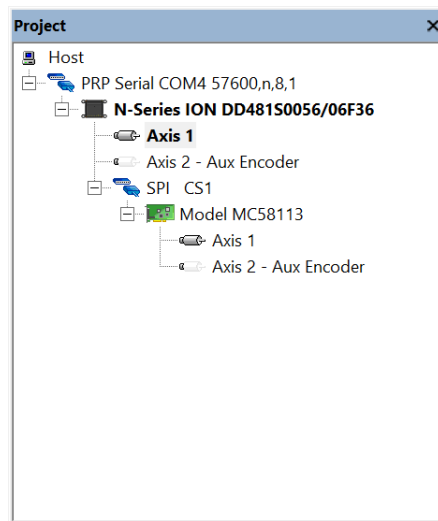 Project
Host
PRP Serial COM4 57600,n,8,1
N-Series ION DD481S0056/06F36
Axis 1
Axis 2 - Aux Encoder
SPI CS1
Model MC58113
Axis 1
Axis 2 - Aux Encoder